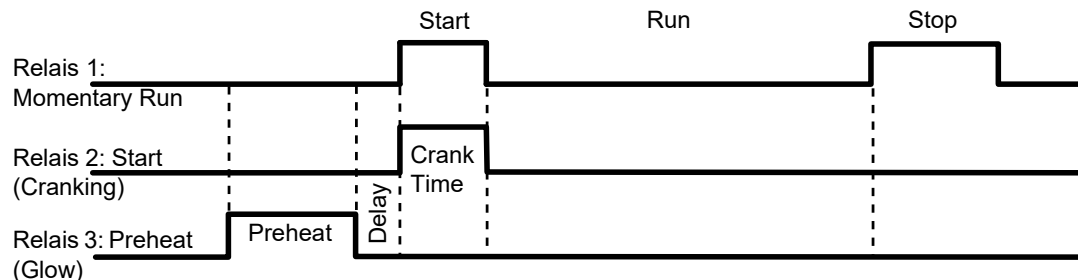 Start Run Stop
Relais 1:
Momentary Run
Relais 2: Start
(Cranking)
Crank
Time
Delay
Relais 3: Preheat
(Glow)
Preheat